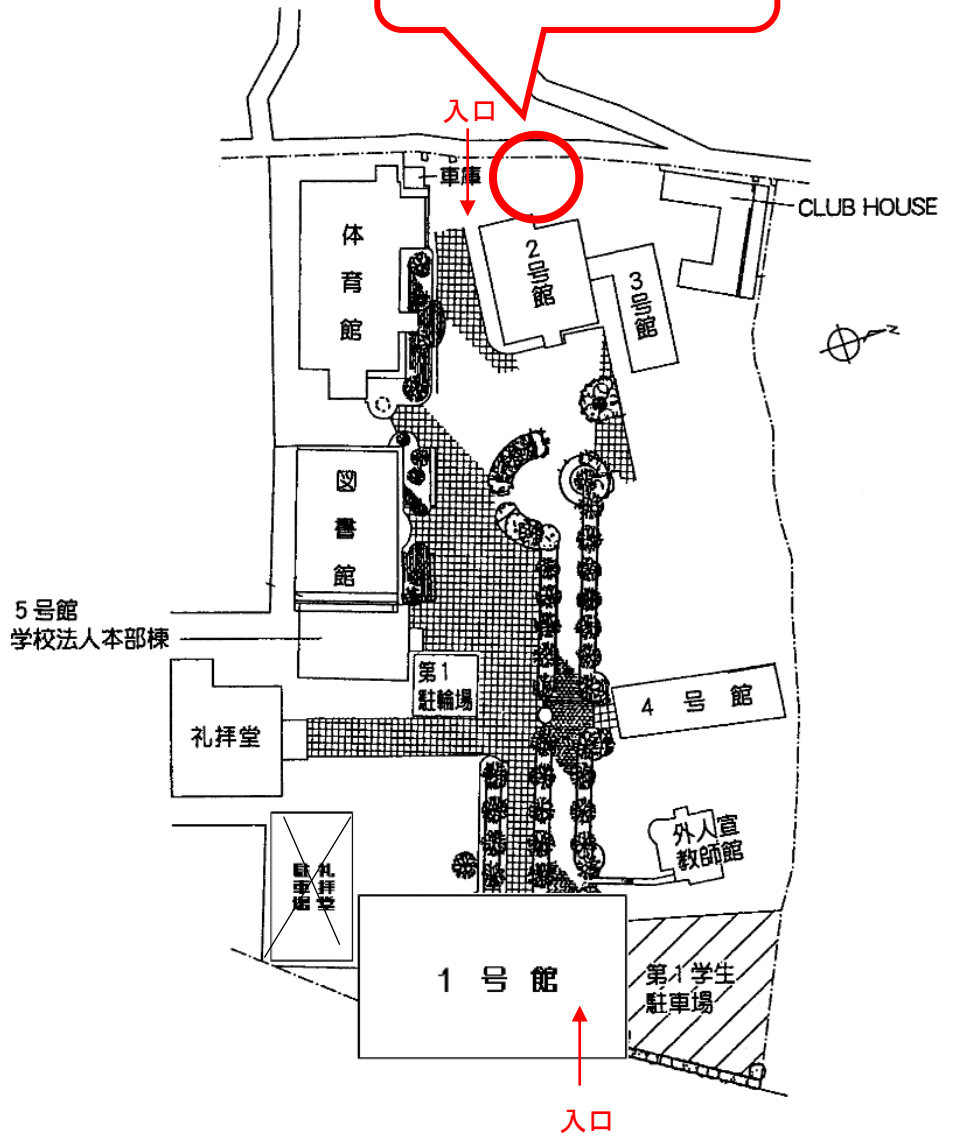 入口
車庫
CLUB HOUSE
体育館
2号館
3号館
N
図書館
5号館
学校法人本部棟
第1
駐輪場
4号館
礼拝堂
外人宣
教師館
礼拝堂
駐車場
1号館
第1学生
駐車場
入口